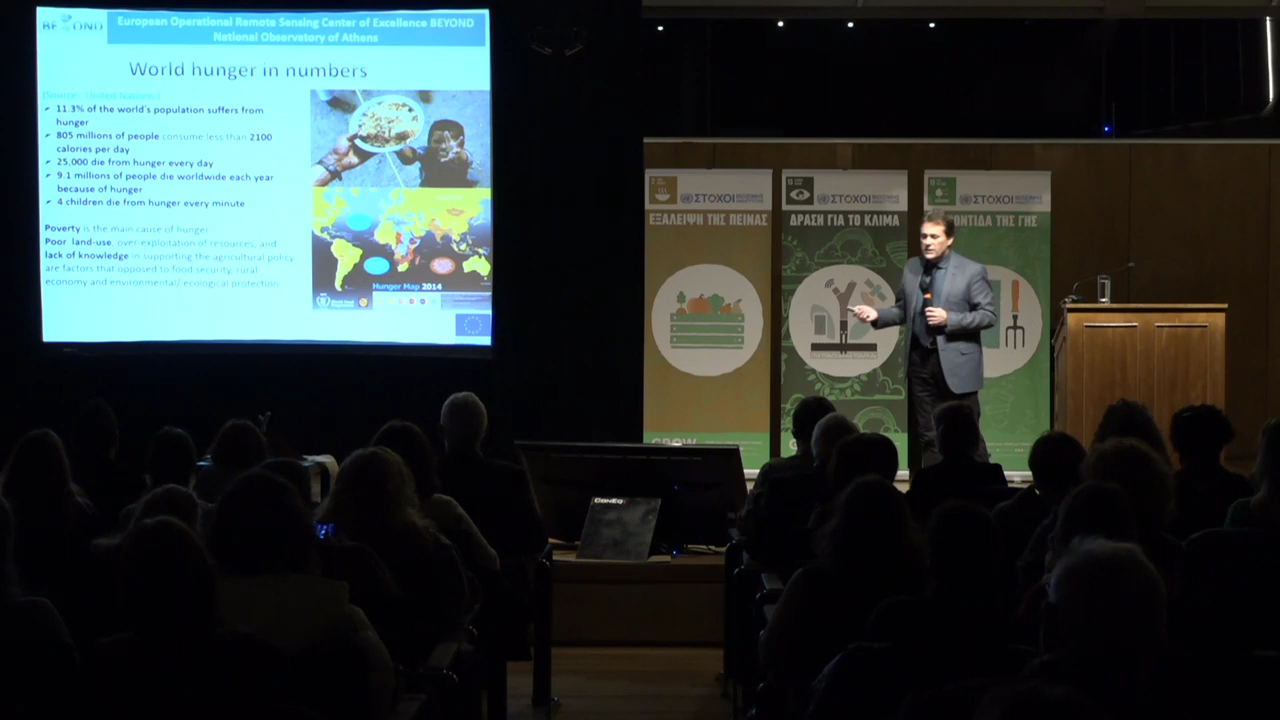 BEYOND
European Operational Remote Sensing Center of Excellence BEYOND
National Observatory of Athens
World hunger in numbers
(Source: United Nations)
11.3% of the world's population suffers from
hunger
805 millions of people consume less than 2100
calories per day
25,000 die from hunger every day
9.1 millions of people die worldwide each year
because of hunger
4 children die from hunger every minute
Poverty is the main cause of hunger
Poor land-use, over-exploitation of resources, and
lack of knowledge in supporting the agricultural policy
are factors that opposed to food security, rural
economy and environmental/ ecological protection
Hunger Map 2014
World Food
ΣΤΟΧΟΙ
ΕΞΑΛΕΙΨΗ ΤΗΣ ΠΕΙΝΑΣ
GROW
13
ΣΤΟΧΟΙ
ΔΡΑΣΗ ΓΙΑ ΤΟ ΚΛΙΜΑ
15
ΣΤΟΧΟΙ
ΟΝΤΙΔΑ ΤΗΣ ΓΗΣ